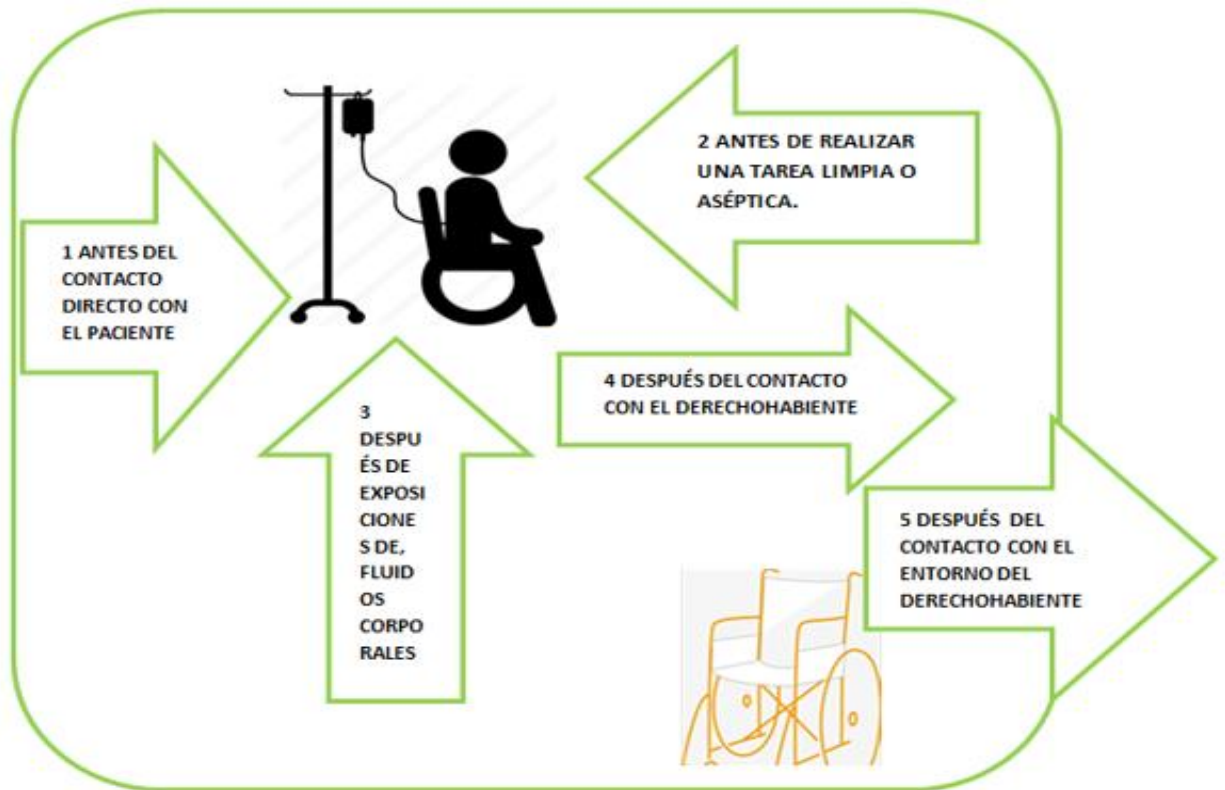 1 ANTES DEL
CONTACTO
DIRECTO CON
EL PACIENTE
2 ANTES DE REALIZAR
UNA TAREA LIMPIA O
ASÉPTICA.
3
DESPU
ÉS DE
EXPOSI
CIONE
S DE,
FLUID
OS
CORPO
RALES
4 DESPUÉS DEL CONTACTO
CON EL DERECHOHABIENTE
5 DESPUÉS DEL
CONTACTO CON EL
ENTORNO DEL
DERECHOHABIENTE